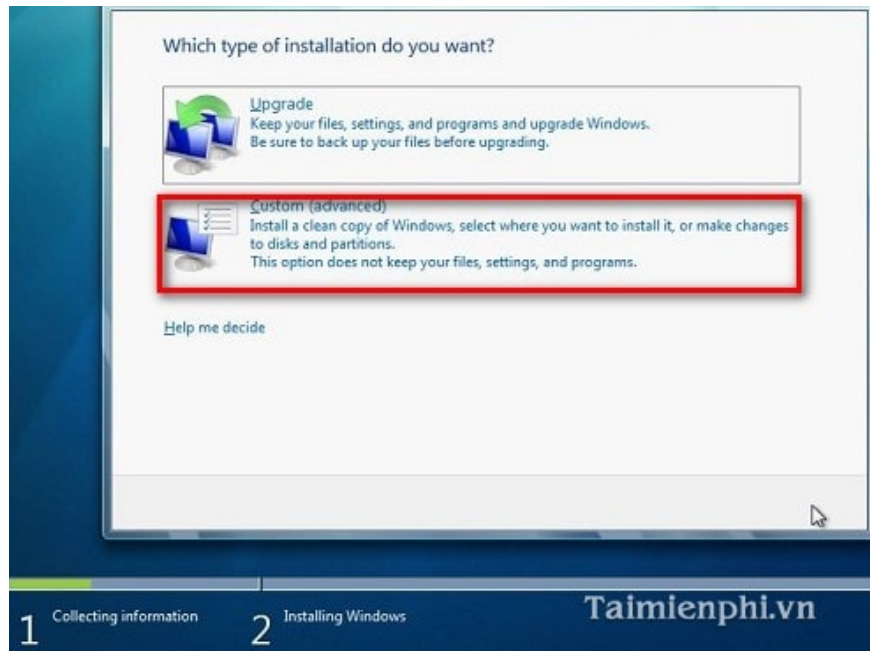 Which type of installation do you want?
Upgrade
Keep your files, settings, and programs and upgrade Windows.
Be sure to back up your files before upgrading.
Custom (advanced)
Install a clean copy of Windows, select where you want to install it, or make changes
to disks and partitions.
This option does not keep your files, settings, and programs.
Help me decide
1 Collecting information
2 Installing Windows
Taimienphi.vn